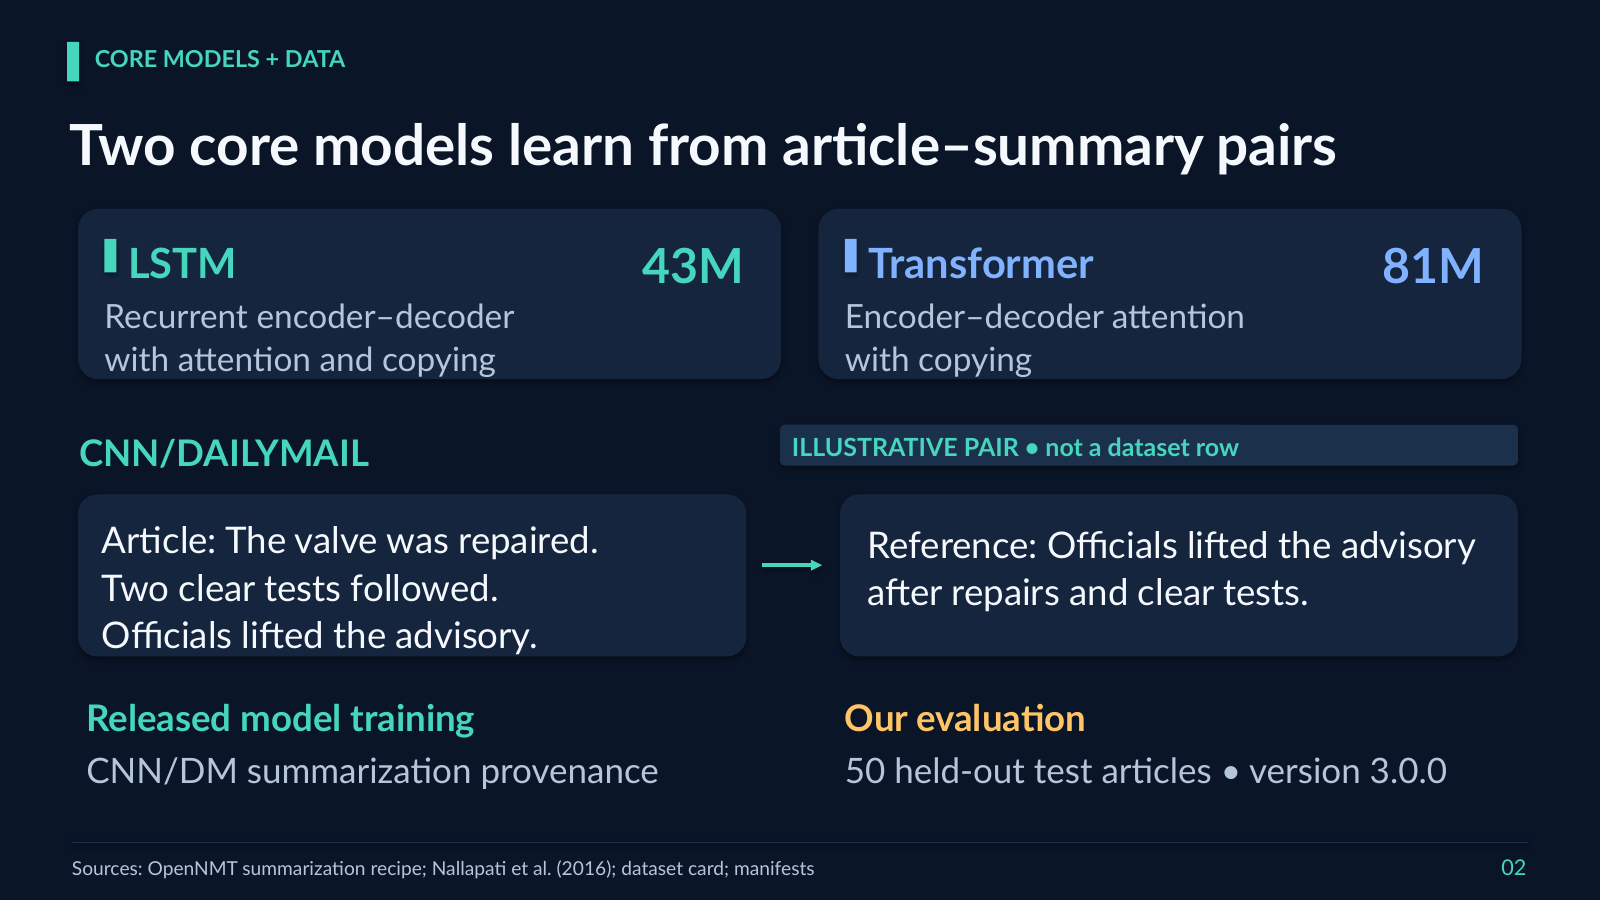 CORE MODELS + DATA
Two core models learn from article–summary pairs
LSTM
43M
Recurrent encoder–decoder
with attention and copying
Transformer
81M
Encoder–decoder attention
with copying
CNN/DAILYMAIL
ILLUSTRATIVE PAIR • not a dataset row
Article: The valve was repaired.
Two clear tests followed.
Officials lifted the advisory.
Reference: Officials lifted the advisory
after repairs and clear tests.
Released model training
CNN/DM summarization provenance
Our evaluation
50 held-out test articles • version 3.0.0
Sources: OpenNMT summarization recipe; Nallapati et al. (2016); dataset card; manifests
02